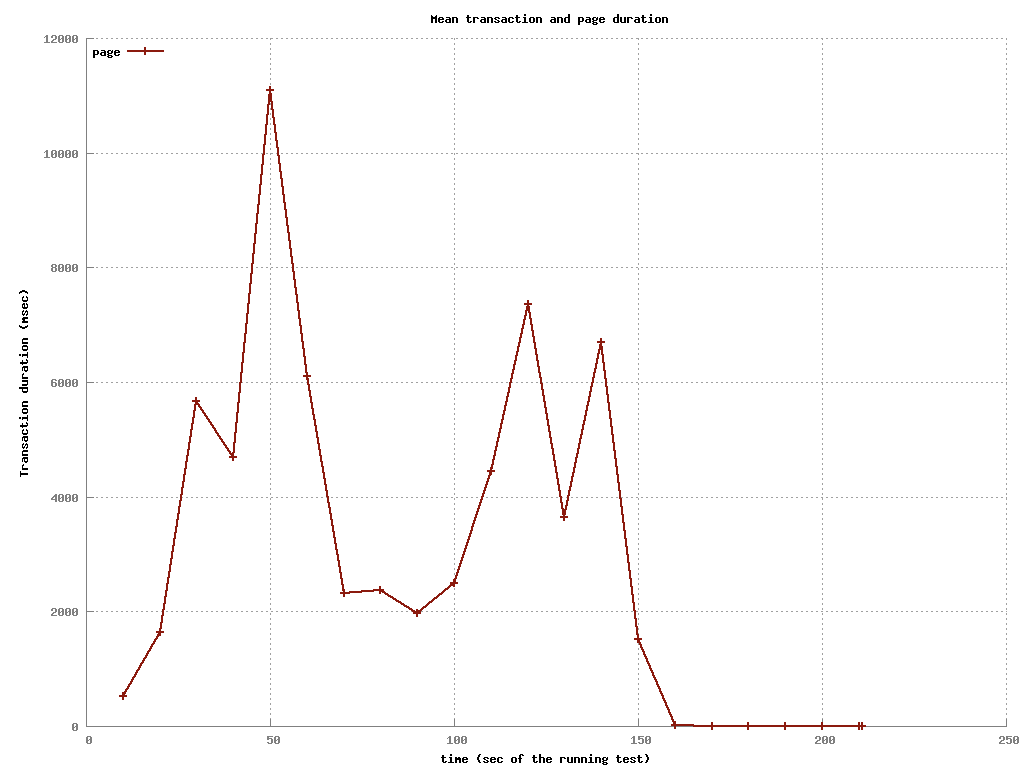 Mean transaction and page duration
page
12000
10000
8000
6000
4000
2000
0
Transaction duration (msec)
0 50 100 150 200 250
time (sec of the running test)